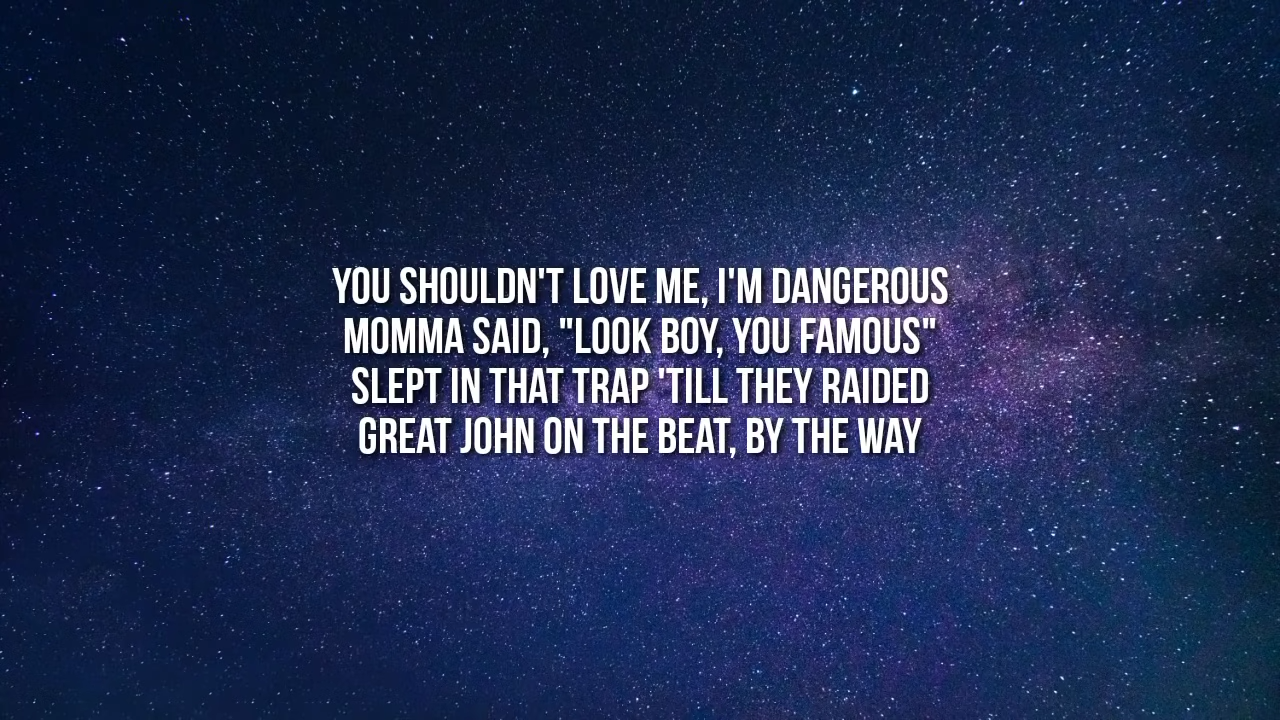 YOU SHOULDN'T LOVE ME, I'M DANGEROUS
MOMMA SAID, "LOOK BOY, YOU FAMOUS"
SLEPT IN THAT TRAP 'TILL THEY RAIDED
GREAT JOHN ON THE BEAT, BY THE WAY